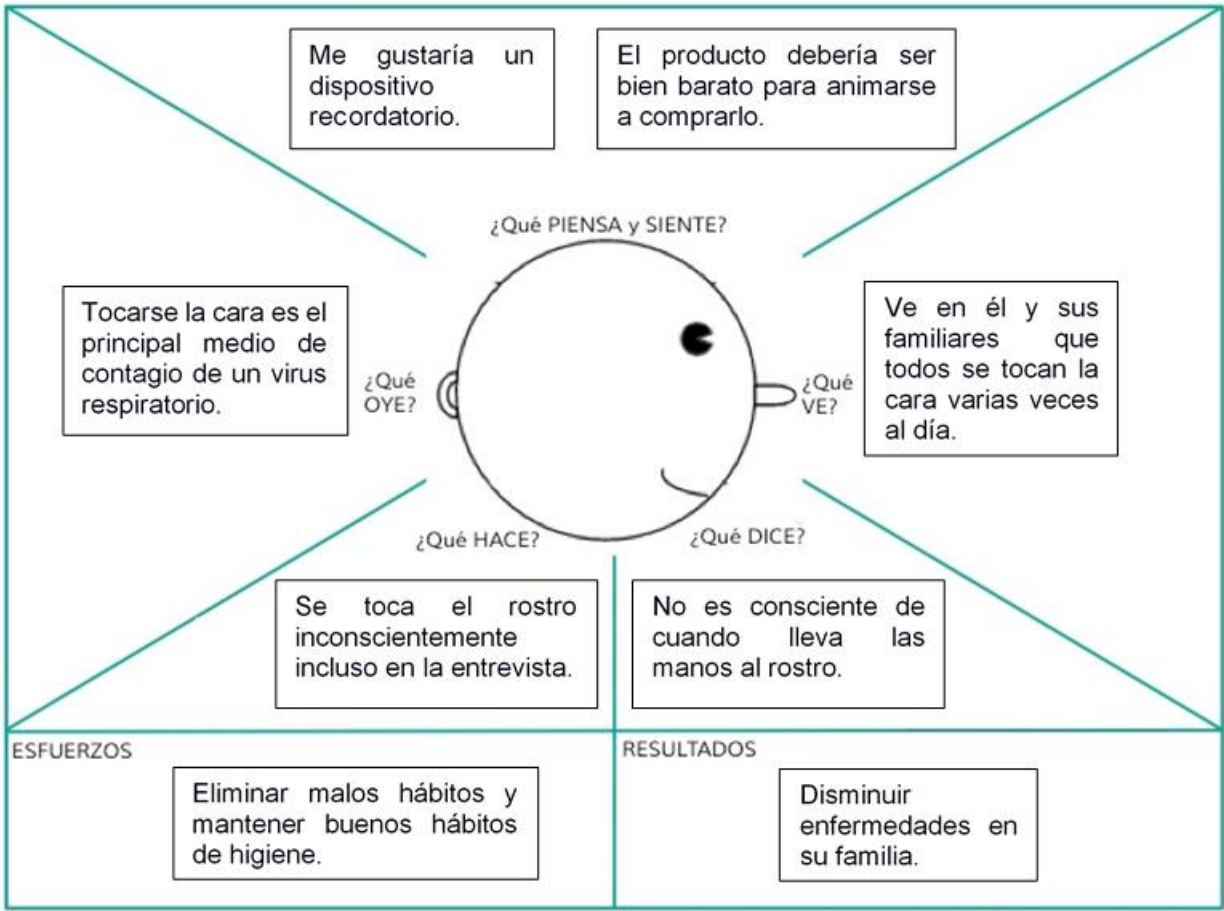 Me gustaría un
dispositivo
recordatorio.
El producto debería ser
bien barato para animarse
a comprarlo.
¿Qué PIENSA y SIENTE?
Tocarse la cara es el
principal medio de
contagio de un virus
respiratorio.
¿Qué
OYE?
¿Qué
VE?
Ve en él y sus
familiares que
todos se tocan la
cara varias veces
al día.
¿Qué HACE?
¿Qué DICE?
Se toca el rostro
inconscientemente
incluso en la entrevista.
No es consciente de
cuando lleva las
manos al rostro.
ESFUERZOS
Eliminar malos hábitos y
mantener buenos hábitos
de higiene.
RESULTADOS
Disminuir
enfermedades en
su familia.